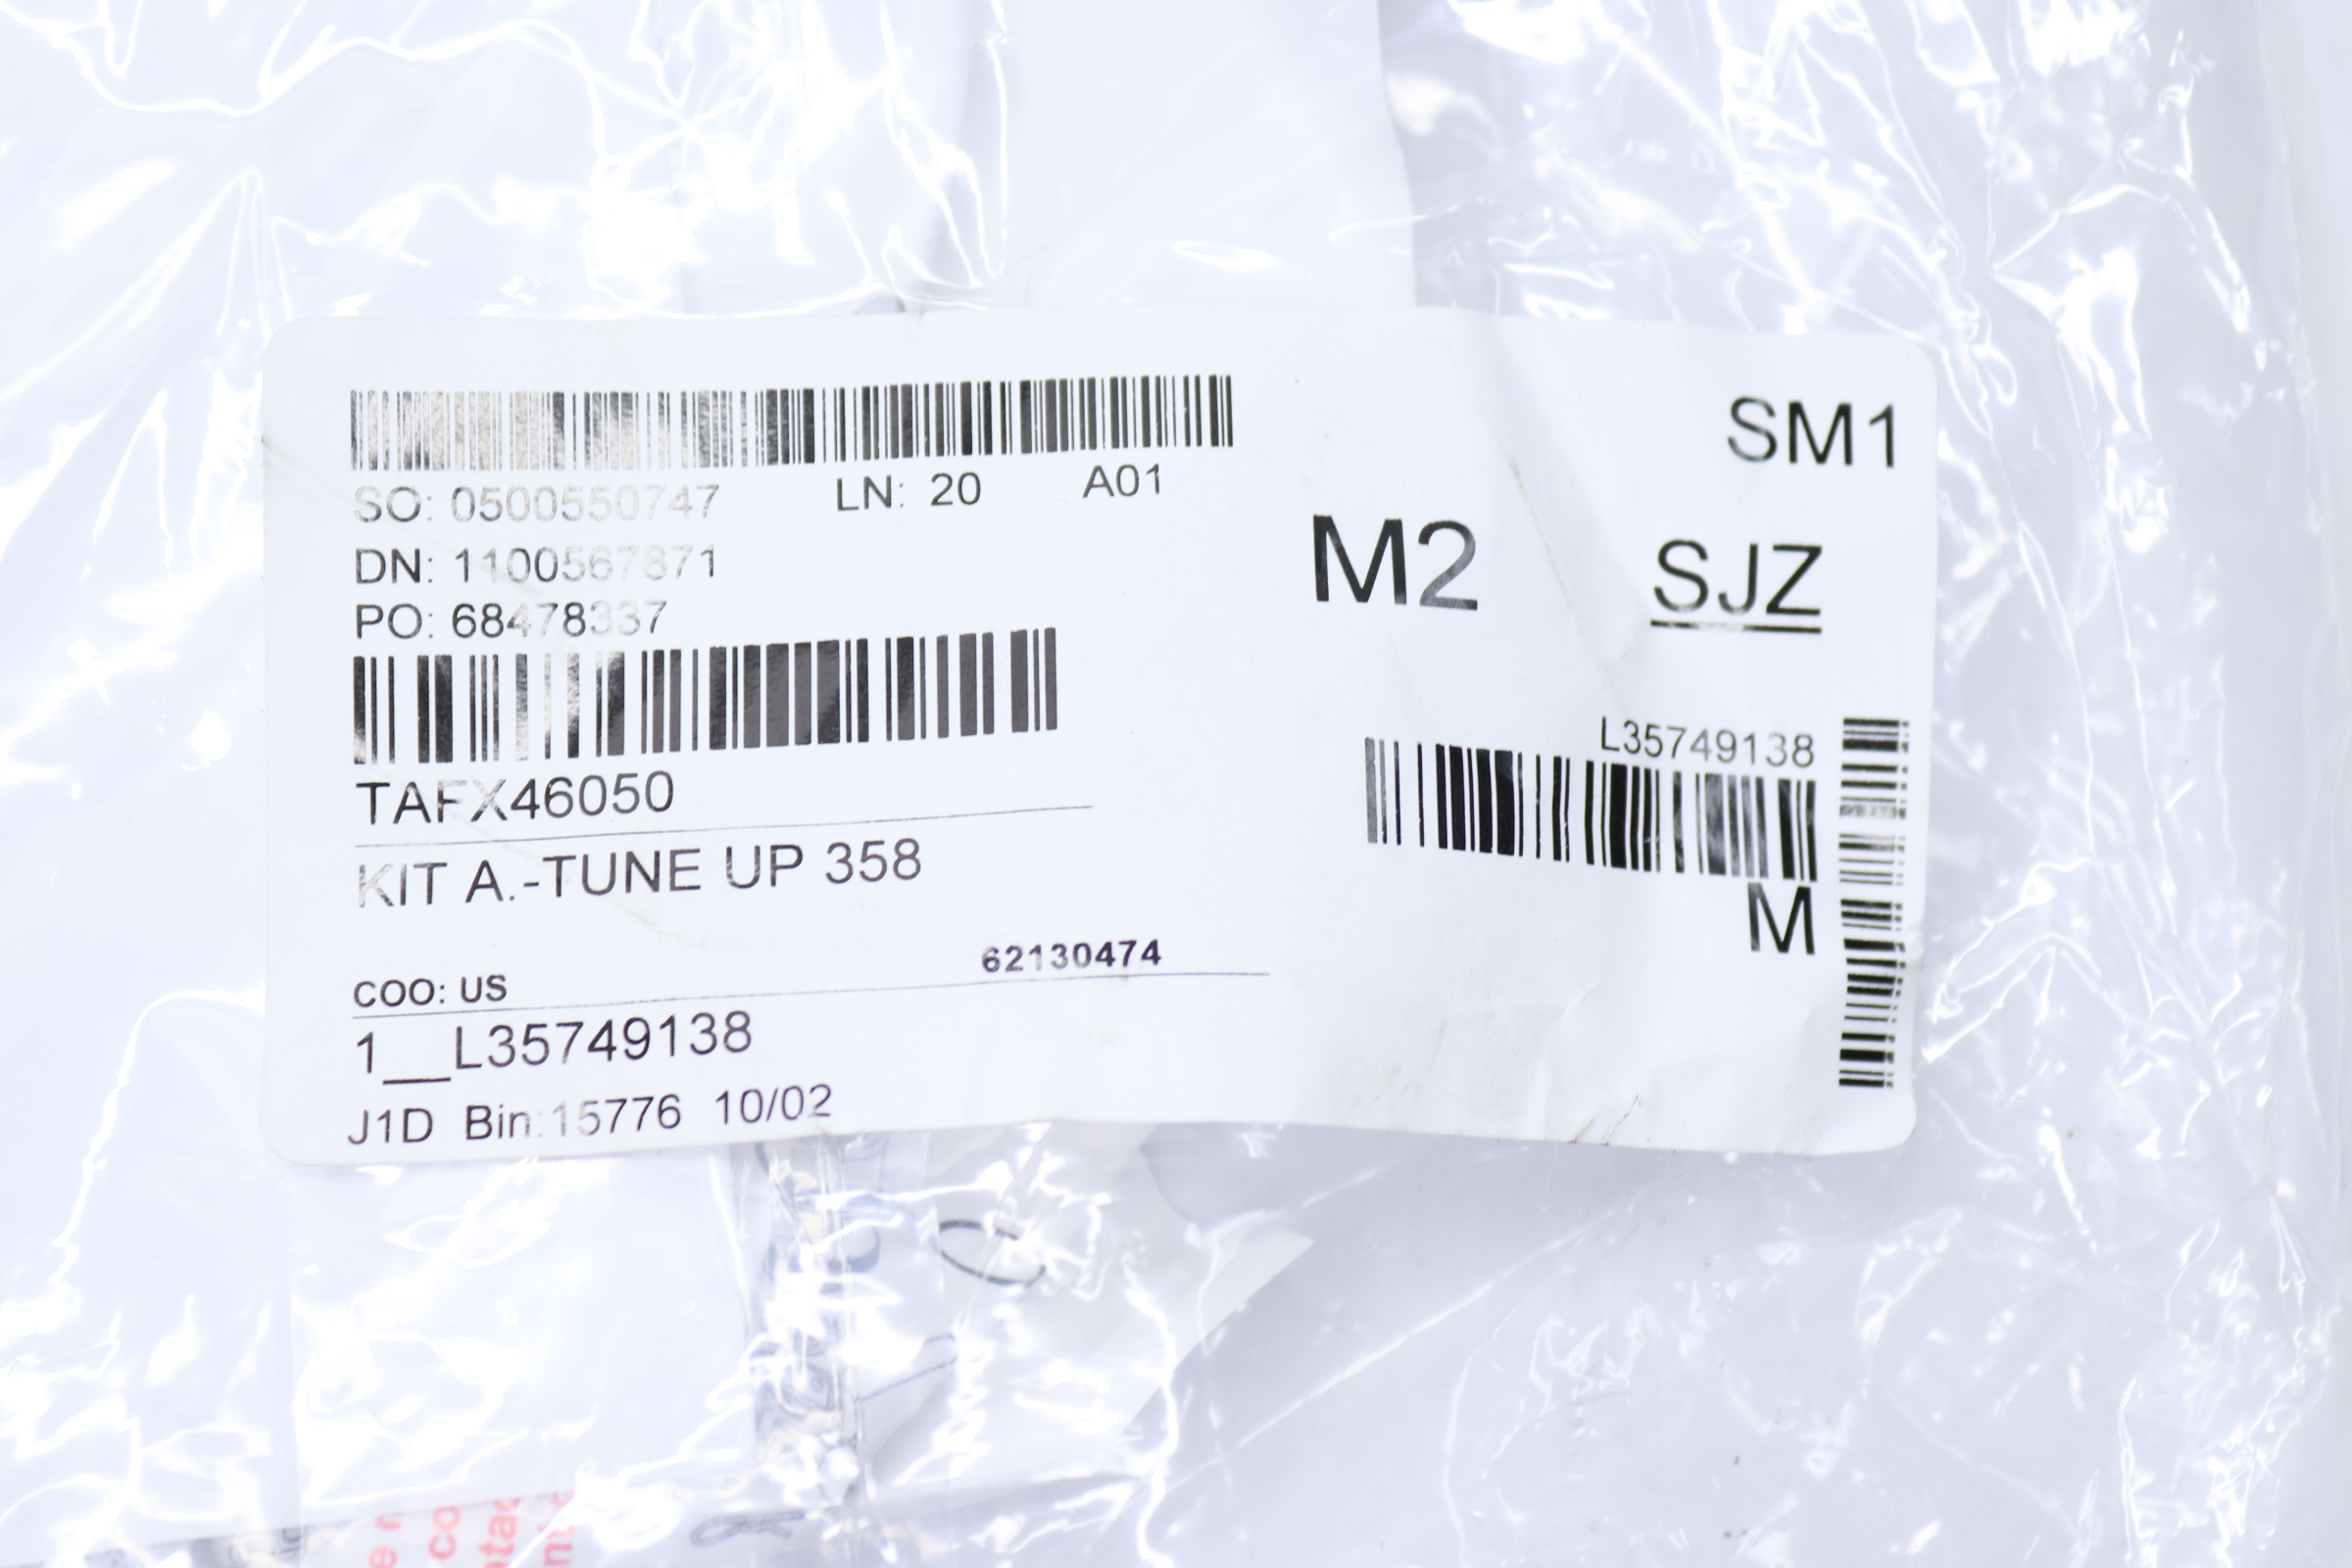 SO: 0500550747 LN: 20 A01
DN: 1100567871
PO: 68478337
TAFX46050
KIT A.-TUNE UP 358
COO: US 62130474
1__L35749138
J1D Bin:15776 10/02
SM1
M2 SJZ
L35749138
M